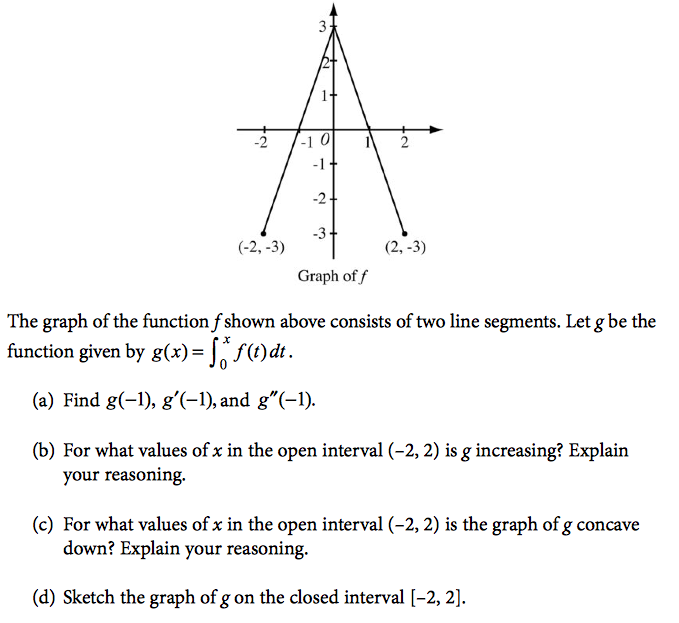 3
2
1
-2 -1 0 1 2
-1
-2
-3
(-2, -3) (2, -3)
Graph of f
The graph of the function f shown above consists of two line segments. Let g be the
function given by g(x) = ∫₀ˣ f(t) dt.
(a) Find g(−1), g′(−1), and g″(−1).
(b) For what values of x in the open interval (−2, 2) is g increasing? Explain
your reasoning.
(c) For what values of x in the open interval (−2, 2) is the graph of g concave
down? Explain your reasoning.
(d) Sketch the graph of g on the closed interval [−2, 2].